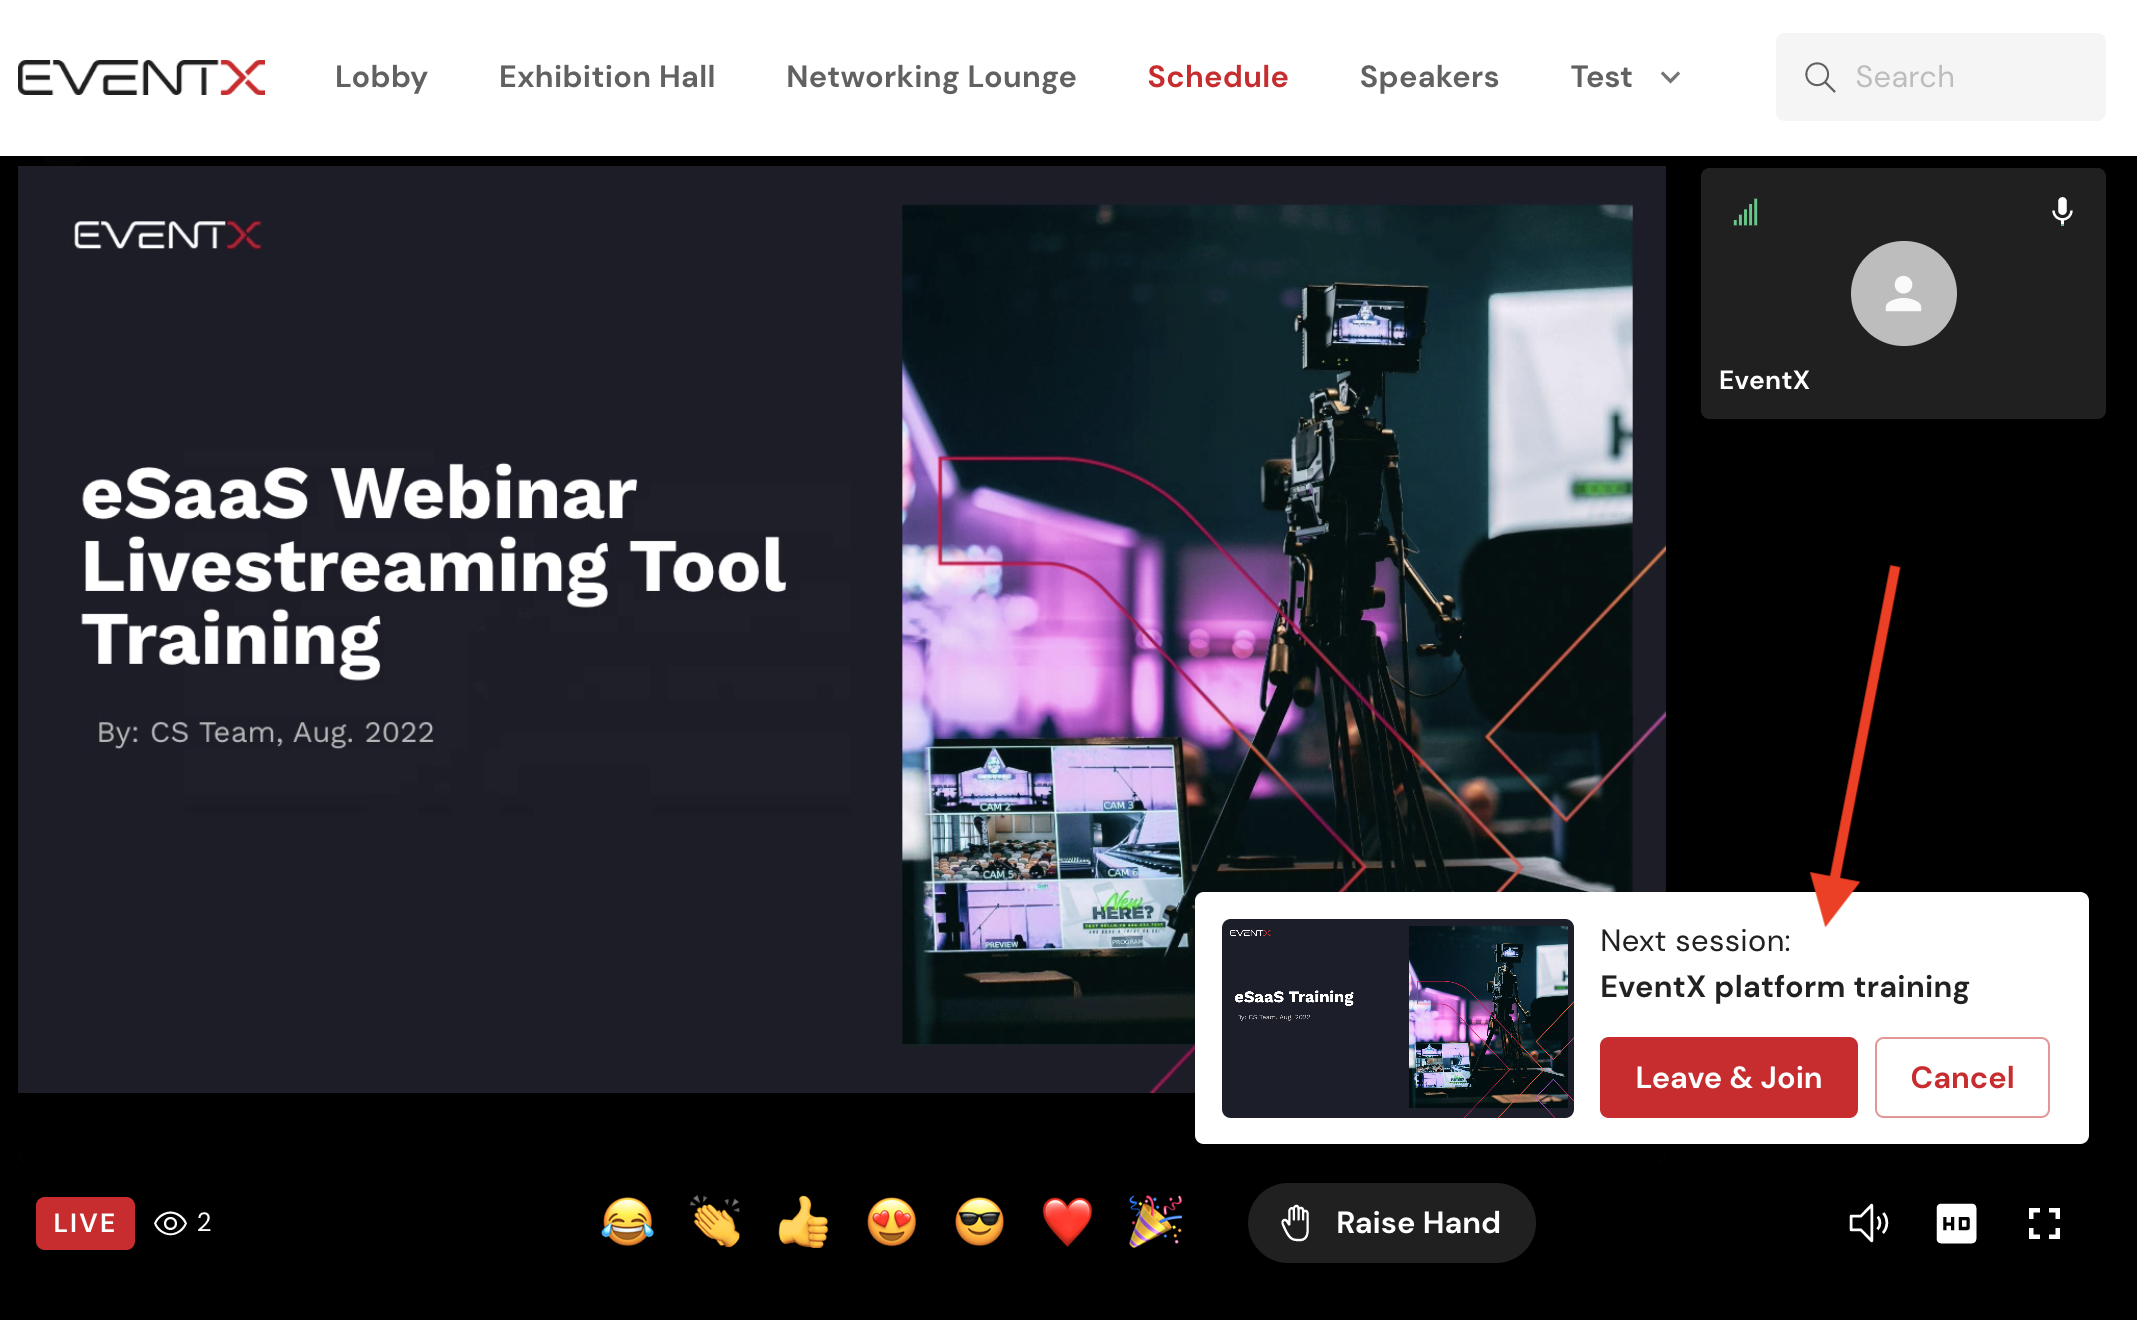 EVENTX
Lobby
Exhibition Hall
Networking Lounge
Schedule
Speakers
Test
Search
EVENTX
eSaaS Webinar
Livestreaming Tool
Training
By: CS Team, Aug. 2022
EventX
CAM 2
CAM 3
CAM 5
CAM 6
PREVIEW
New
HERE?
PROGRAM
EVENTX
eSaaS Training
By: CS Team, Aug. 2022
Next session:
EventX platform training
Leave & Join
Cancel
LIVE
2
Raise Hand
HD